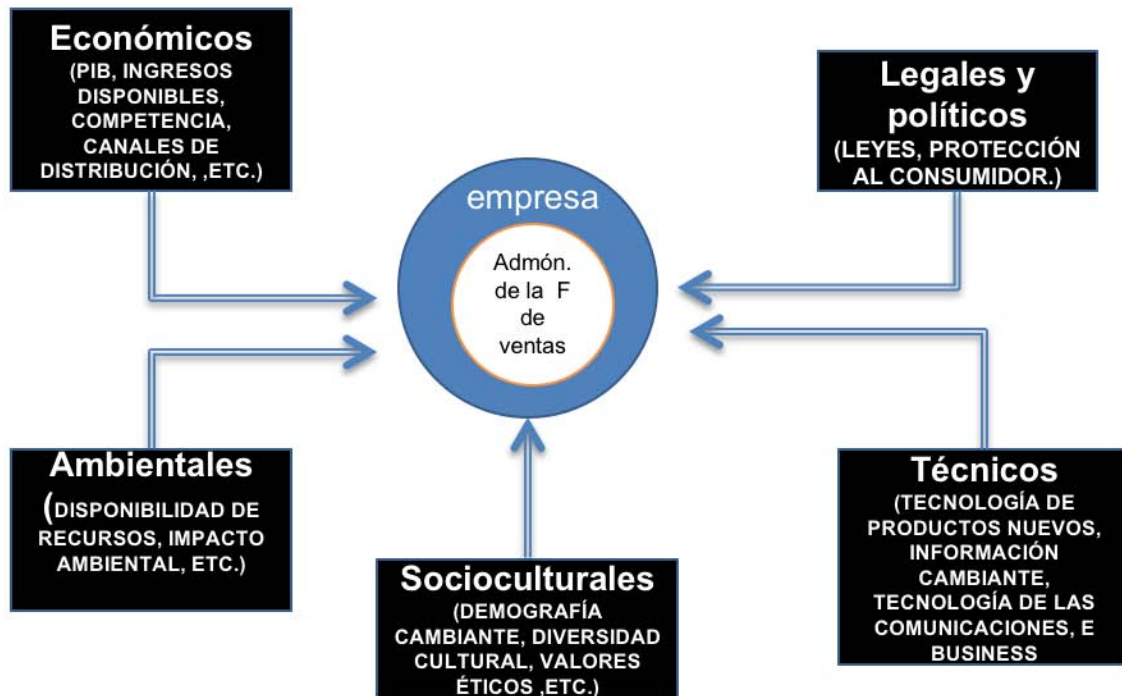 Económicos
(PIB, INGRESOS
DISPONIBLES,
COMPETENCIA,
CANALES DE
DISTRIBUCIÓN, ,ETC.)
Legales y
políticos
(LEYES, PROTECCIÓN
AL CONSUMIDOR.)
empresa
Admón.
de la F
de
ventas
Ambientales
(DISPONIBILIDAD DE
RECURSOS, IMPACTO
AMBIENTAL, ETC.)
Socioculturales
(DEMOGRAFÍA
CAMBIANTE, DIVERSIDAD
CULTURAL, VALORES
ÉTICOS ,ETC.)
Técnicos
(TECNOLOGÍA DE
PRODUCTOS NUEVOS,
INFORMACIÓN
CAMBIANTE,
TECNOLOGÍA DE LAS
COMUNICACIONES, E
BUSINESS